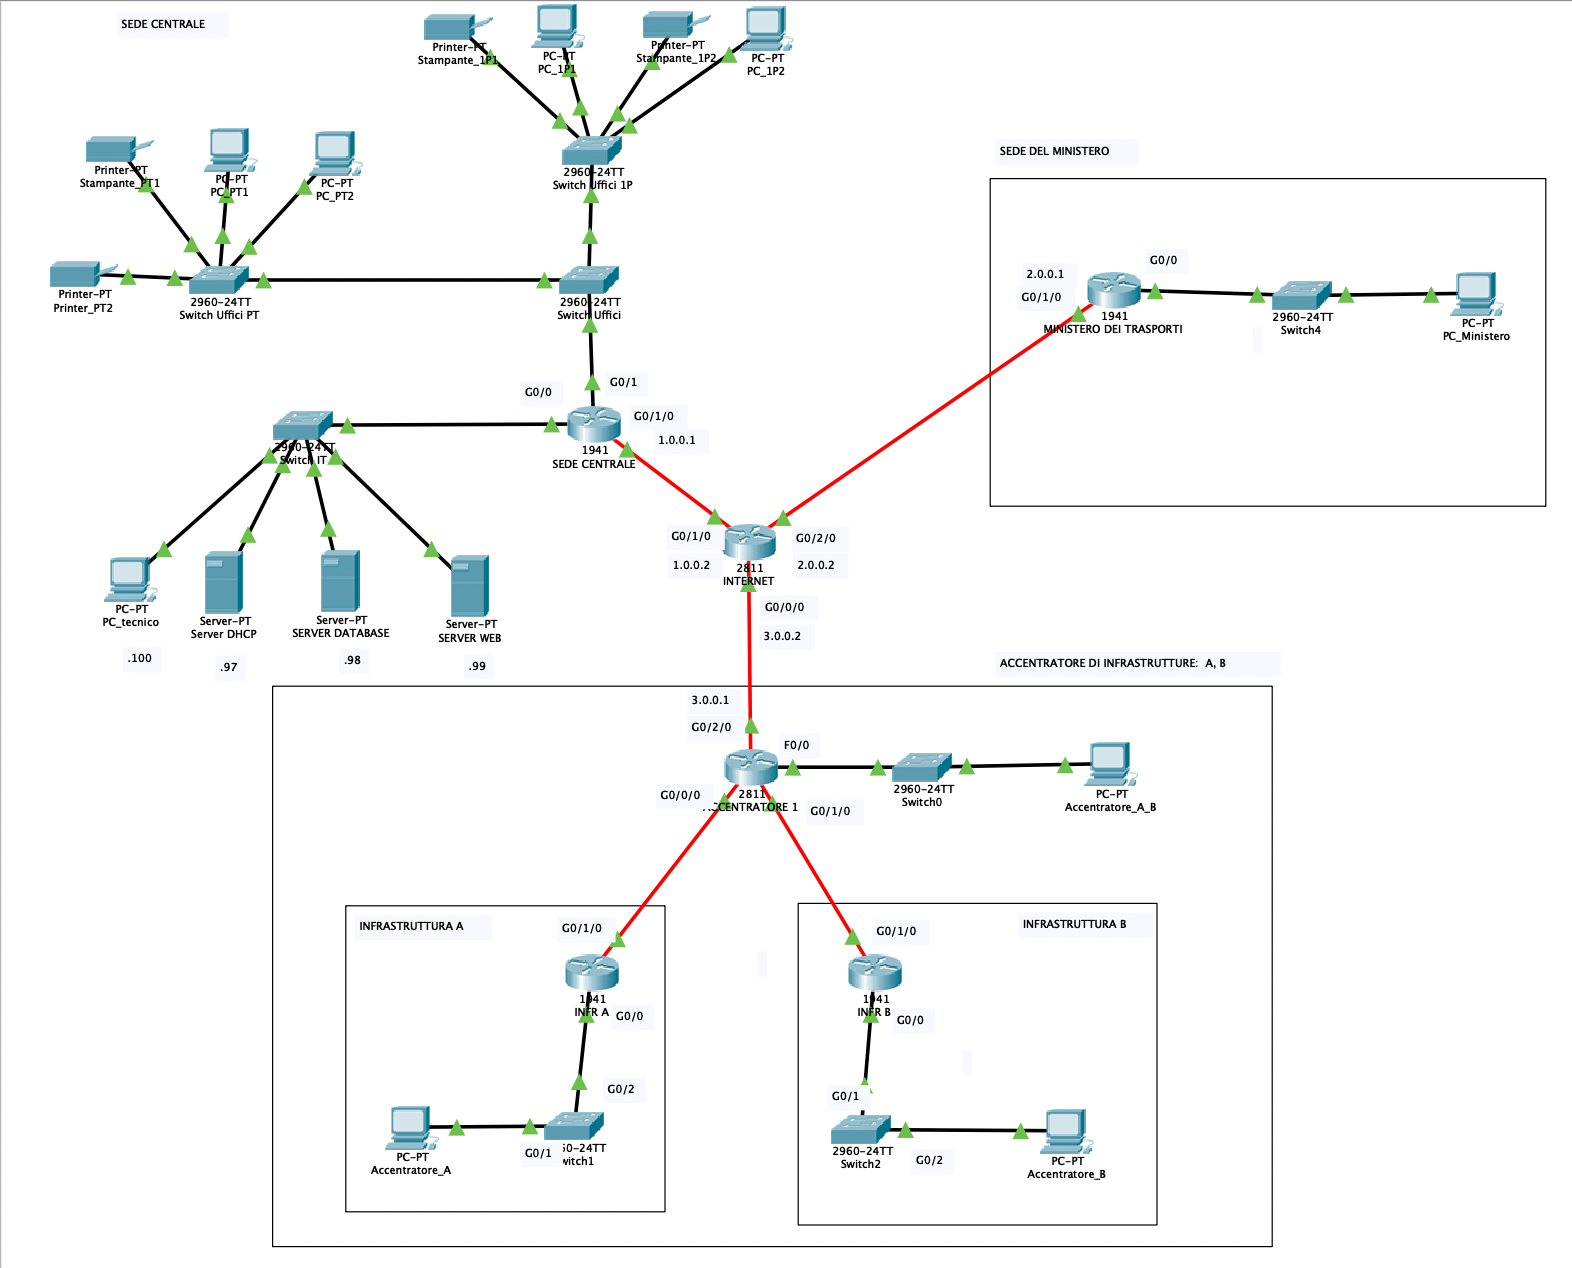 SEDE CENTRALE
Printer-PT
Stampante_1P1
PC-PT
PC_1P1
Printer-PT
Stampante_1P2
PC-PT
PC_1P2
2960-24TT
Switch Uffici 1P
Printer-PT
Stampante_PT1
PC-PT
PC_PT1
PC-PT
PC_PT2
Printer-PT
Printer_PT2
2960-24TT
Switch Uffici PT
2960-24TT
Switch Uffici
SEDE DEL MINISTERO
2.0.0.1
G0/1/0
G0/0
1941
MINISTERO DEI TRASPORTI
2960-24TT
Switch4
PC-PT
PC_Ministero
G0/0
G0/1
G0/1/0
1.0.0.1
1941
SEDE CENTRALE
2960-24TT
Switch IT
PC-PT
PC_tecnico
.100
Server-PT
Server DHCP
.97
Server-PT
SERVER DATABASE
.98
Server-PT
SERVER WEB
.99
G0/1/0
1.0.0.2
G0/2/0
2.0.0.2
2811
INTERNET
G0/0/0
3.0.0.2
ACCENTRATORE DI INFRASTRUTTURE: A, B
3.0.0.1
G0/2/0
F0/0
2811
ACCENTRATORE 1
G0/0/0
G0/1/0
2960-24TT
Switch0
PC-PT
Accentratore_A_B
INFRASTRUTTURA A
G0/1/0
1941
INFR A
G0/0
G0/2
PC-PT
Accentratore_A
G0/1
60-24TT
witch1
INFRASTRUTTURA B
G0/1/0
1941
INFR B
G0/0
G0/1
2960-24TT
Switch2
G0/2
PC-PT
Accentratore_B